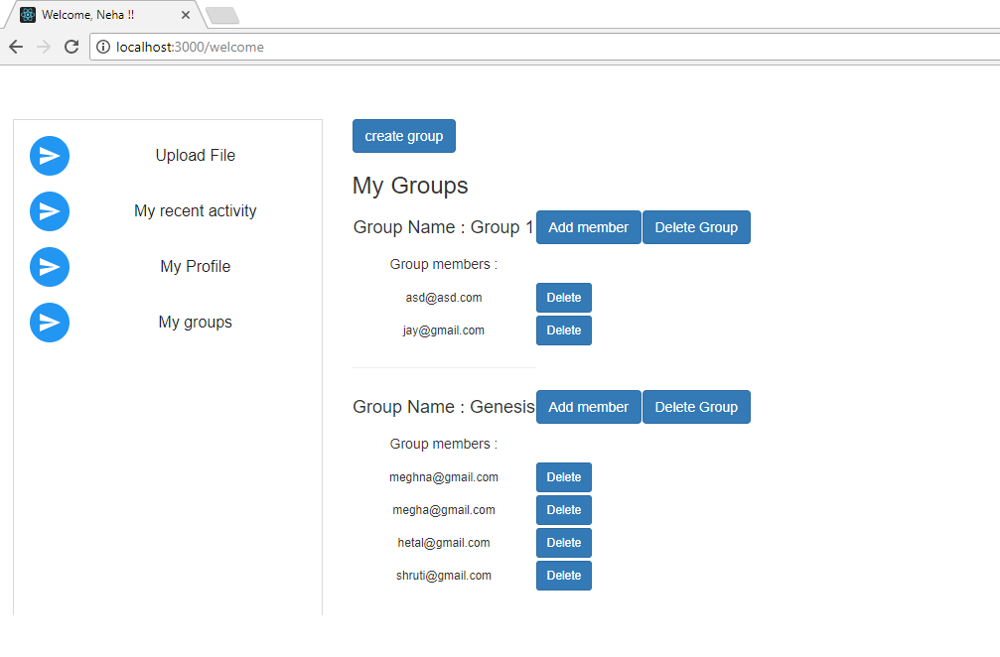 Welcome, Neha !!
localhost:3000/welcome
Upload File
My recent activity
My Profile
My groups
create group
My Groups
Group Name : Group 1 Add member Delete Group
Group members :
asd@asd.com Delete
jay@gmail.com Delete
Group Name : Genesis Add member Delete Group
Group members :
meghna@gmail.com Delete
megha@gmail.com Delete
hetal@gmail.com Delete
shruti@gmail.com Delete